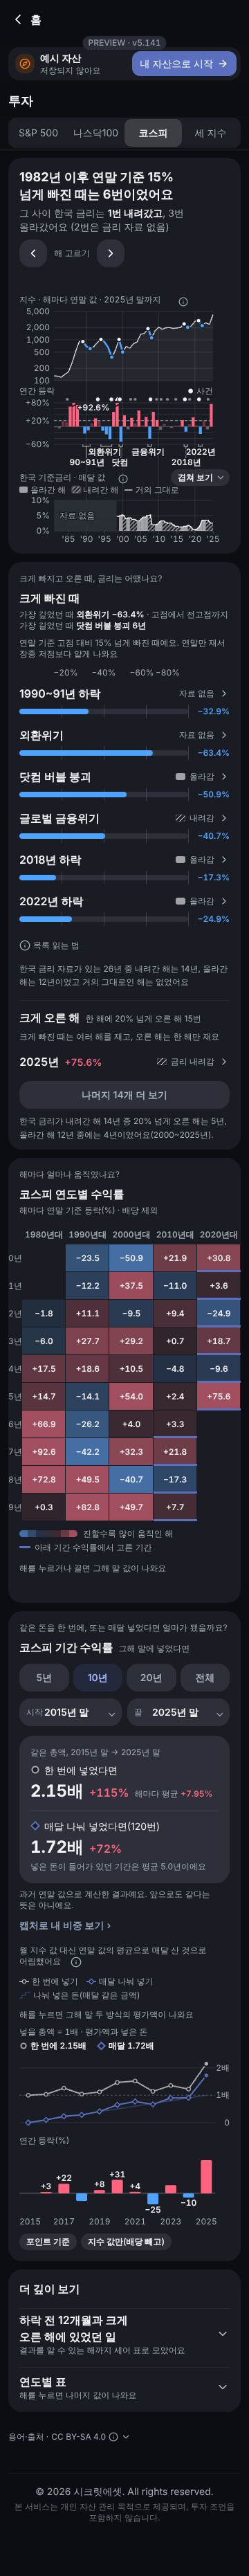 홈
PREVIEW · v5.141
예시 자산
저장되지 않아요
내 자산으로 시작
투자
S&P 500
나스닥100
코스피
세 지수
1982년 이후 연말 기준 15%
넘게 빠진 때는 6번이었어요
그 사이 한국 금리는 1번 내려갔고, 3번
올라갔어요 (2번은 금리 자료 없음)
해 고르기
지수 · 해마다 연말 값 · 2025년 말까지
5,000
2,000
1,000
500
200
100
연간 등락
사건
+80%
+92.6%
+20%
−60%
외환위기
금융위기
2022년
90~91년
닷컴
2018년
한국 기준금리 · 매달 값
겹쳐 보기
올라간 해
내려간 해
거의 그대로
10%
자료 없음
5%
0%
'85
'90
'95
'00
'05
'10
'15
'20
'25
크게 빠지고 오른 때, 금리는 어땠나요?
크게 빠진 때
가장 깊었던 때 외환위기 −63.4% · 고점에서 전고점까지
가장 길었던 때 닷컴 버블 붕괴 6년
연말 기준 고점 대비 15% 넘게 빠진 때예요. 연말만 재서
장중 저점보다 얕게 나와요
−20%
−40%
−60%
−80%
1990~91년 하락
자료 없음
−32.9%
외환위기
자료 없음
−63.4%
닷컴 버블 붕괴
올라감
−50.9%
글로벌 금융위기
내려감
−40.7%
2018년 하락
올라감
−17.3%
2022년 하락
올라감
−24.9%
목록 읽는 법
한국 금리 자료가 있는 26년 중 내려간 해는 14년, 올라간
해는 12년이었고 거의 그대로인 해는 없었어요
크게 오른 해 한 해에 20% 넘게 오른 해 15번
크게 빠진 때는 여러 해를 재고, 오른 해는 한 해만 재요
2025년 +75.6%
금리 내려감
나머지 14개 더 보기
한국 금리가 내려간 해 14년 중 20% 넘게 오른 해는 5년,
올라간 해 12년 중에는 4년이었어요(2000~2025년).
해마다 얼마나 움직였나요?
코스피 연도별 수익률
해마다 연말 기준 등락(%) · 배당 제외
1980년대 1990년대 2000년대 2010년대 2020년대
0년 −23.5 −50.9 +21.9 +30.8
1년 −12.2 +37.5 −11.0 +3.6
2년 −1.8 +11.1 −9.5 +9.4 −24.9
3년 −6.0 +27.7 +29.2 +0.7 +18.7
4년 +17.5 +18.6 +10.5 −4.8 −9.6
5년 +14.7 −14.1 +54.0 +2.4 +75.6
6년 +66.9 −26.2 +4.0 +3.3
7년 +92.6 −42.2 +32.3 +21.8
8년 +72.8 +49.5 −40.7 −17.3
9년 +0.3 +82.8 +49.7 +7.7
진할수록 많이 움직인 해
아래 기간 수익률에서 고른 기간
해를 누르거나 끌면 그해 말 값이 나와요
같은 돈을 한 번에, 또는 매달 넣었다면 얼마가 됐을까요?
코스피 기간 수익률 그해 말에 넣었다면
5년
10년
20년
전체
시작 2015년 말
끝 2025년 말
같은 총액, 2015년 말 → 2025년 말
한 번에 넣었다면
2.15배 +115% 해마다 평균 +7.95%
매달 나눠 넣었다면(120번)
1.72배 +72%
넣은 돈이 들어가 있던 기간은 평균 5.0년이에요
과거 연말 값으로 계산한 결과예요. 앞으로도 같다는
뜻은 아니에요.
캡처로 내 비중 보기 ›
월 지수 값 대신 연말 값의 평균으로 매달 산 것으로
어림했어요
한 번에 넣기
매달 나눠 넣기
나눠 넣은 돈(매달 같은 금액)
해를 누르면 그해 말 두 방식의 평가액이 나와요
넣을 총액 = 1배 · 평가액과 넣은 돈
한 번에 2.15배
매달 1.72배
2배
1배
0
연간 등락(%)
+3
+22
+8
+31
+4
−25
−10
2015
2017
2019
2021
2023
2025
포인트 기준
지수 값만(배당 빼고)
더 깊이 보기
하락 전 12개월과 크게
오른 해에 있었던 일
결과를 알 수 있는 해까지 세어 표로 모았어요
연도별 표
해를 누르면 나머지 값이 나와요
용어·출처 · CC BY-SA 4.0
© 2026 시크릿에셋. All rights reserved.
본 서비스는 개인 자산 관리 목적으로 제공되며, 투자 조언을
포함하지 않습니다.